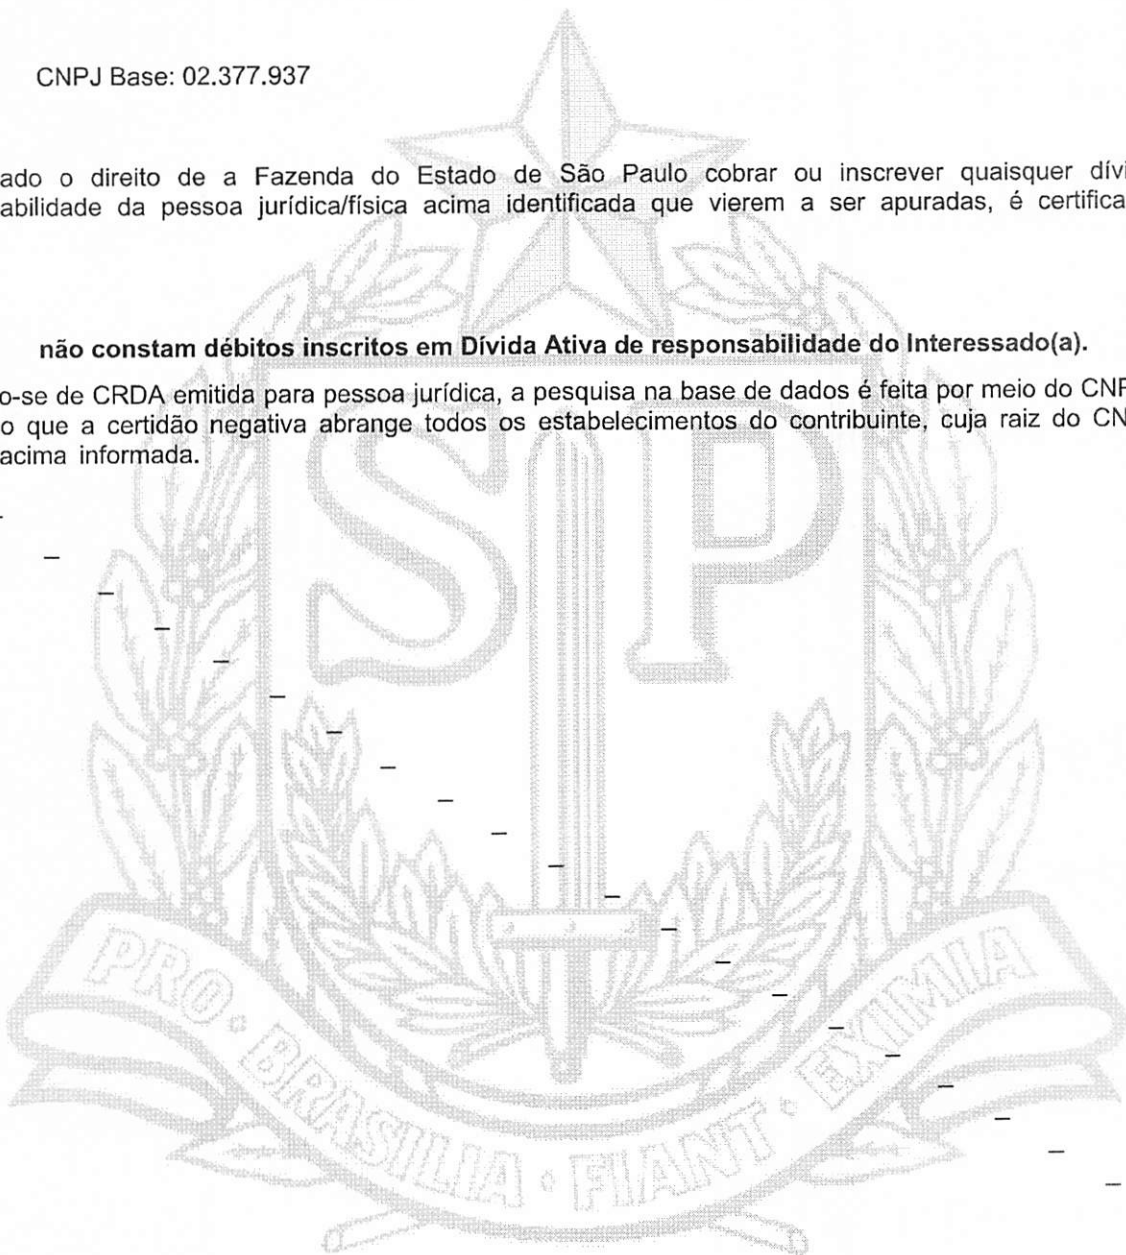 CNPJ Base: 02.377.937
ado o direito de a Fazenda do Estado de São Paulo cobrar ou inscrever quaisquer dívi
abilidade da pessoa jurídica/física acima identificada que vierem a ser apuradas, é certifica
não constam débitos inscritos em Dívida Ativa de responsabilidade do Interessado(a).
o-se de CRDA emitida para pessoa jurídica, a pesquisa na base de dados é feita por meio do CNP
o que a certidão negativa abrange todos os estabelecimentos do contribuinte, cuja raiz do CN
acima informada.
SP
PRO • BRASILIA • FIANT • EXIMIA